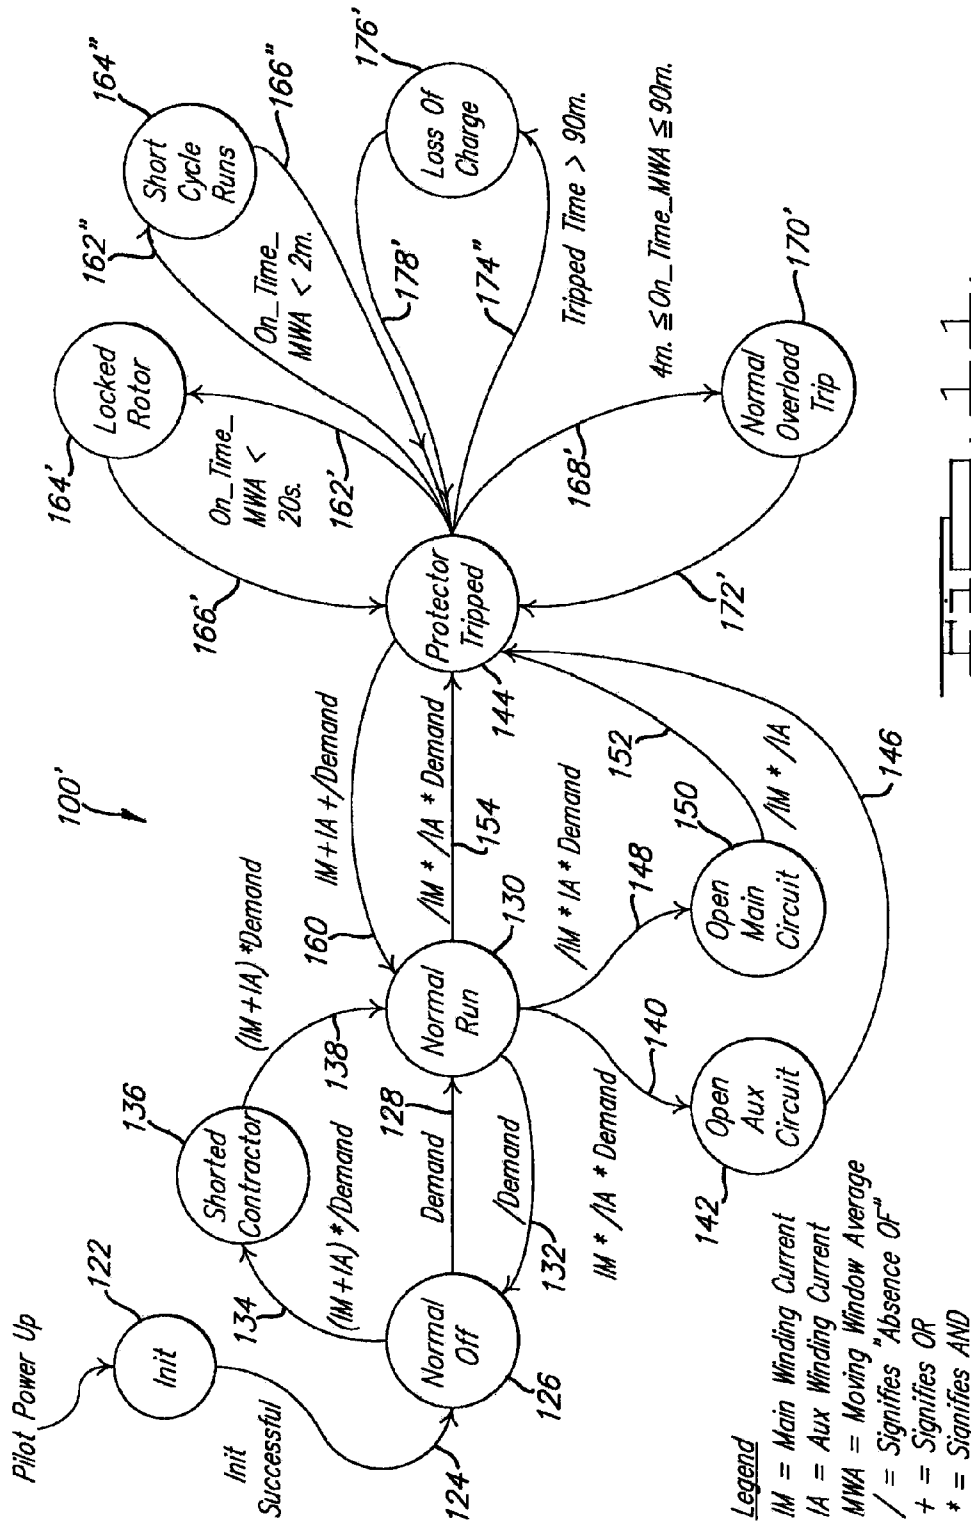 Pilot Power Up
Init
122
Init
Successful
124
Normal
Off
126
134
(IM + IA) * /Demand
Shorted
Contractor
136
(IM + IA) *Demand
138
Demand
128
/Demand
132
Normal
Run
130
100'
160
IM + IA + /Demand
/IM * /IA * Demand
154
IM * /IA * Demand
140
Open
Aux
Circuit
142
/IM * IA * Demand
148
Open
Main
Circuit
150
/IM * /IA
152
146
Protector
Tripped
144
166'
164'
Locked
Rotor
On_Time_
MWA <
20s.
162'
162"
Short
Cycle
Runs
164"
166"
On_Time_
MWA < 2m.
178'
Loss Of
Charge
176'
174"
Tripped Time > 90m.
4m. ≦ On_Time_MWA ≦ 90m.
168'
Normal
Overload
Trip
170'
172'
Legend
IM = Main Winding Current
IA = Aux Winding Current
MWA = Moving Window Average
/ = Signifies "Absence OF"
+ = Signifies OR
* = Signifies AND